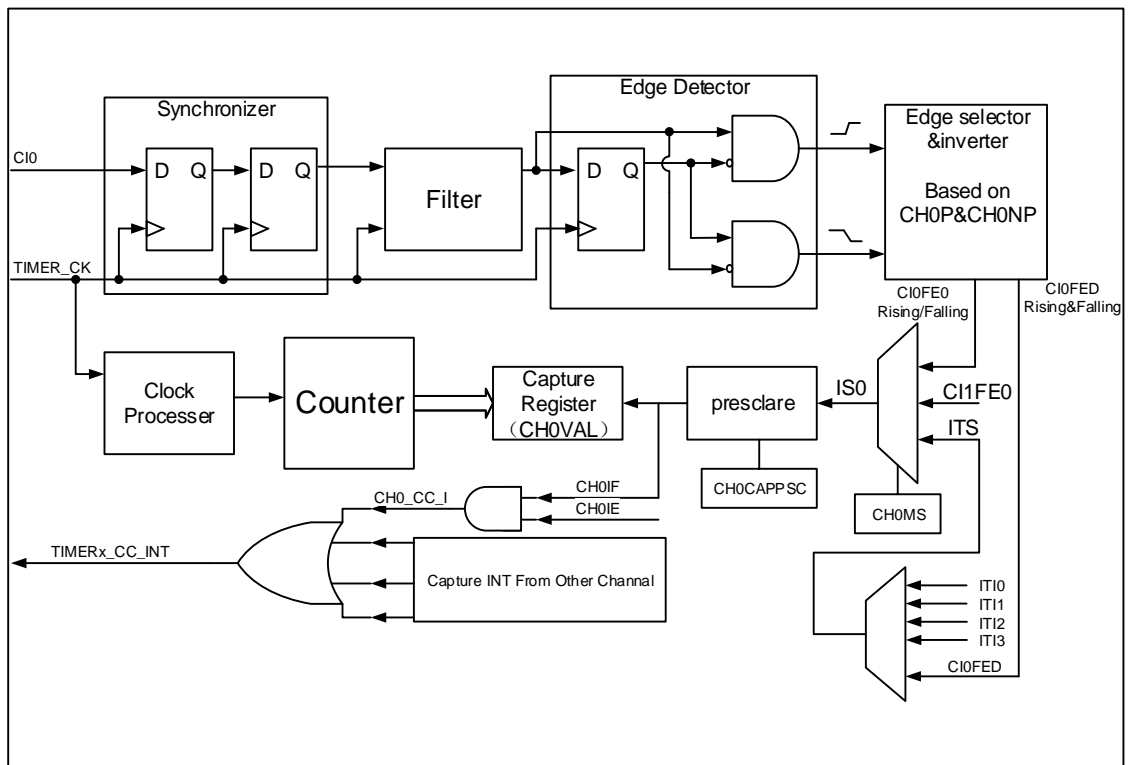 Synchronizer
Edge Detector
CI0
D Q
D Q
Filter
D Q
Edge selector
&inverter
Based on
CH0P&CH0NP
TIMER_CK
CI0FE0
Rising/Falling
CI0FED
Rising&Falling
Clock
Processer
Counter
Capture
Register
（CH0VAL）
presclare
IS0
CI1FE0
ITS
CH0CAPPSC
CH0MS
CH0_CC_I
CH0IF
CH0IE
TIMERx_CC_INT
Capture INT From Other Channal
ITI0
ITI1
ITI2
ITI3
CI0FED